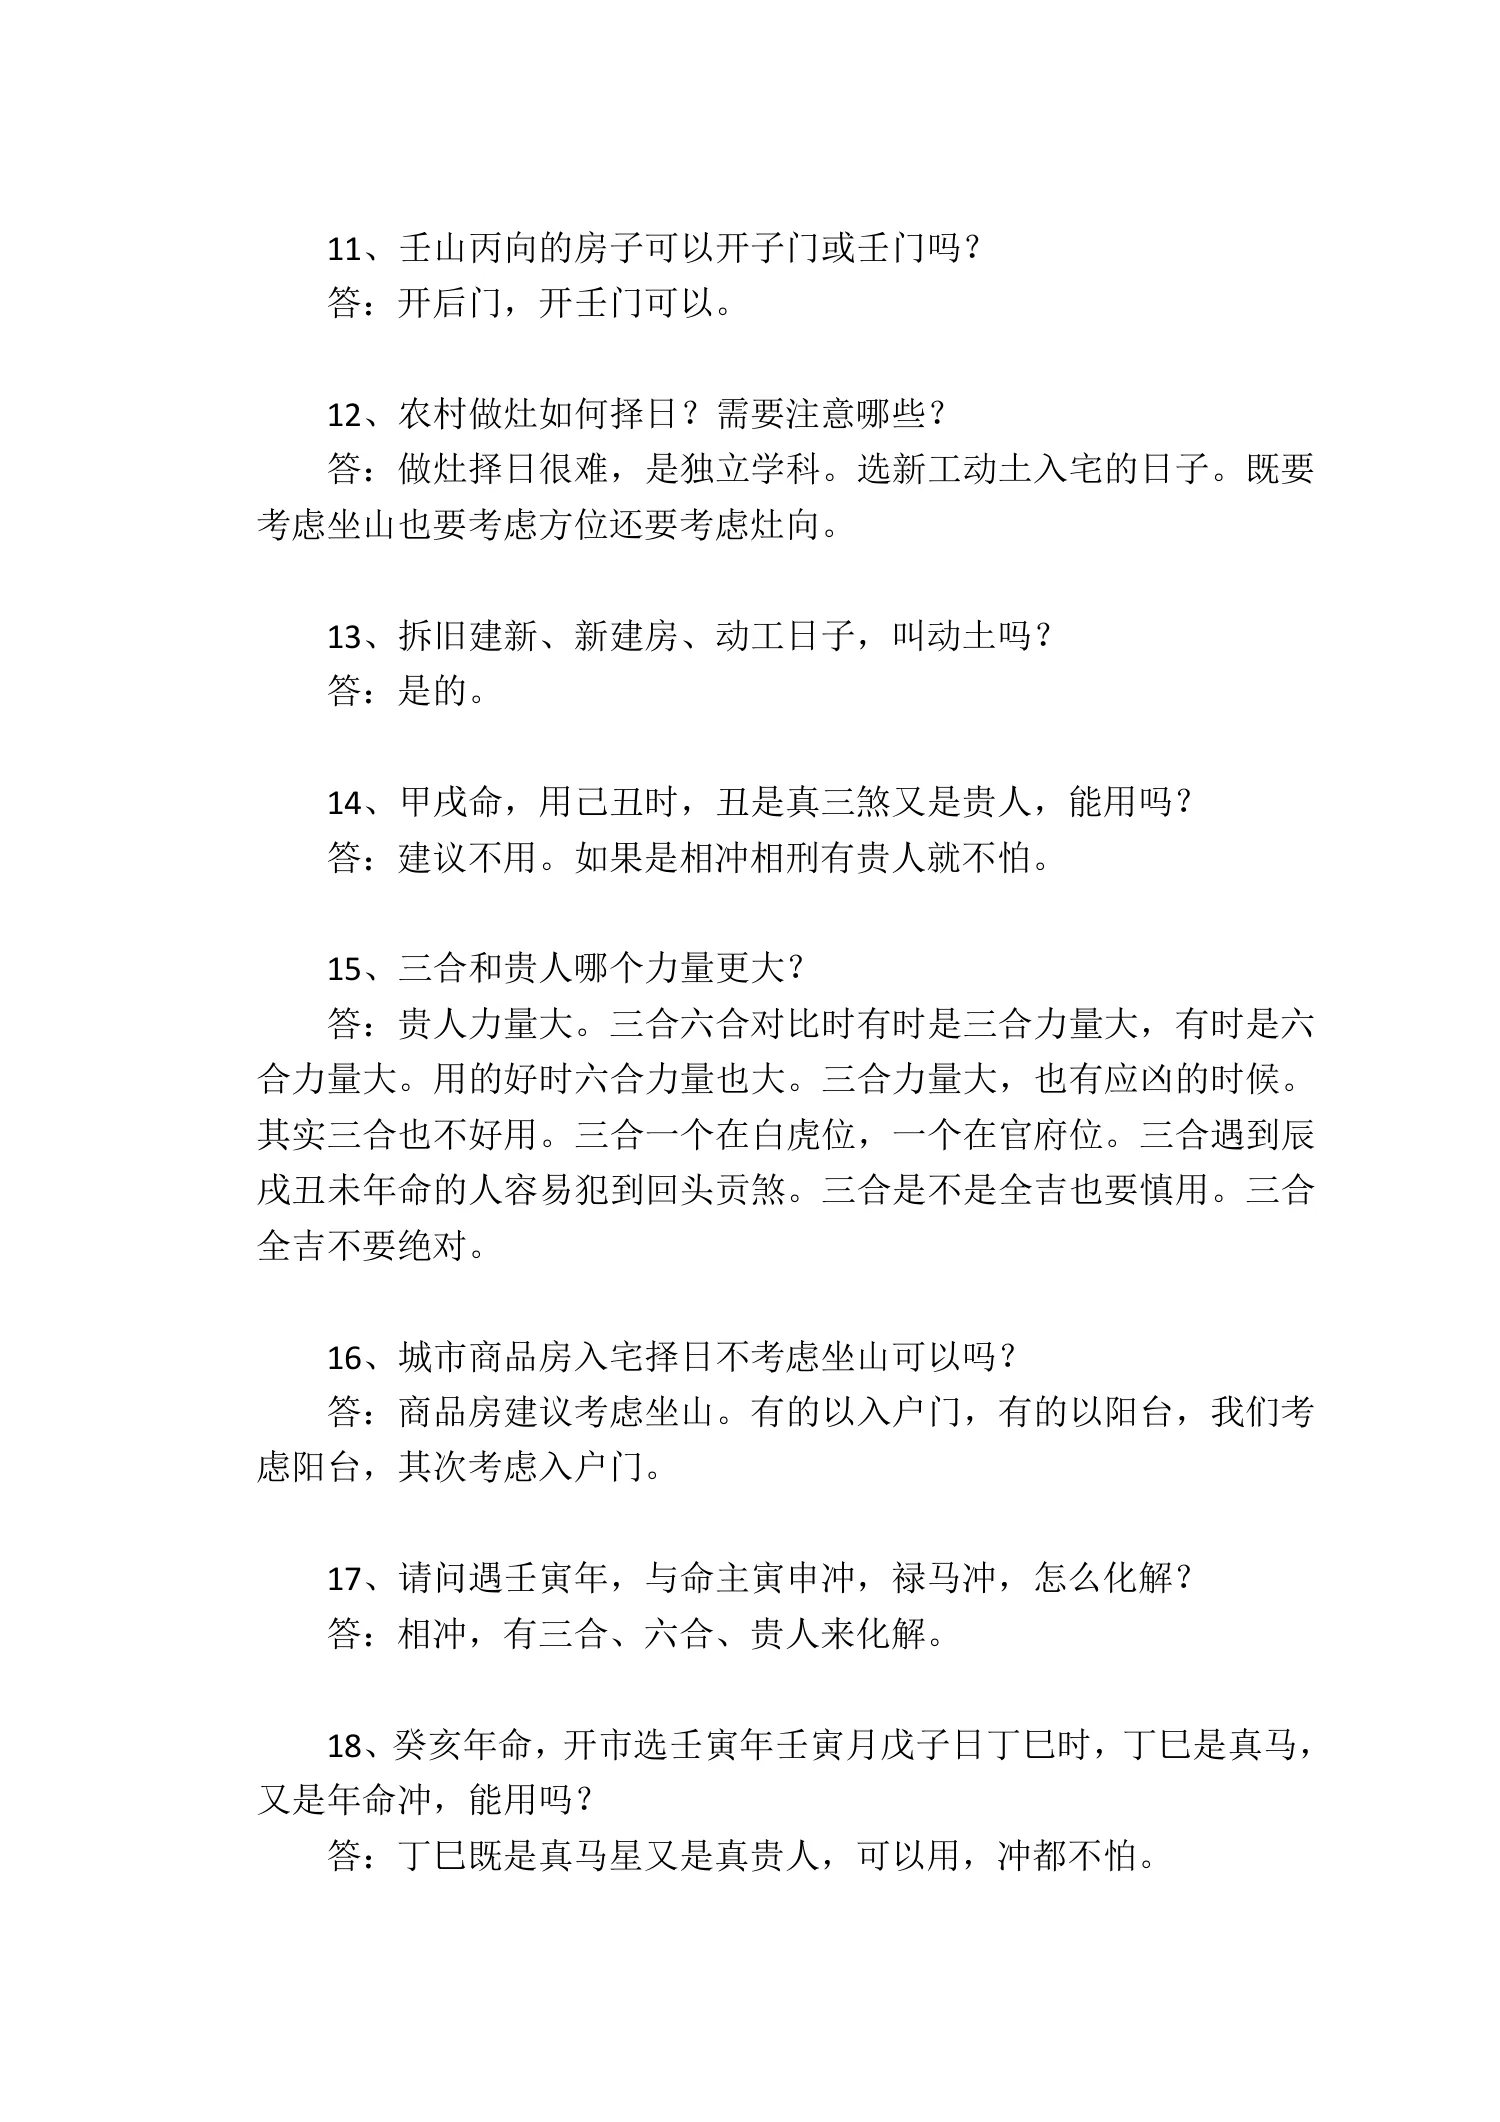 11、壬山丙向的房子可以开子门或壬门吗？
答：开后门，开壬门可以。
12、农村做灶如何择日？需要注意哪些？
答：做灶择日很难，是独立学科。选新工动土入宅的日子。既要
考虑坐山也要考虑方位还要考虑灶向。
13、拆旧建新、新建房、动工日子，叫动土吗？
答：是的。
14、甲戌命，用己丑时，丑是真三煞又是贵人，能用吗？
答：建议不用。如果是相冲相刑有贵人就不怕。
15、三合和贵人哪个力量更大？
答：贵人力量大。三合六合对比时有时是三合力量大，有时是六
合力量大。用的好时六合力量也大。三合力量大，也有应凶的时候。
其实三合也不好用。三合一个在白虎位，一个在官府位。三合遇到辰
戌丑未年命的人容易犯到回头贡煞。三合是不是全吉也要慎用。三合
全吉不要绝对。
16、城市商品房入宅择日不考虑坐山可以吗？
答：商品房建议考虑坐山。有的以入户门，有的以阳台，我们考
虑阳台，其次考虑入户门。
17、请问遇壬寅年，与命主寅申冲，禄马冲，怎么化解？
答：相冲，有三合、六合、贵人来化解。
18、癸亥年命，开市选壬寅年壬寅月戊子日丁巳时，丁巳是真马，
又是年命冲，能用吗？
答：丁巳既是真马星又是真贵人，可以用，冲都不怕。